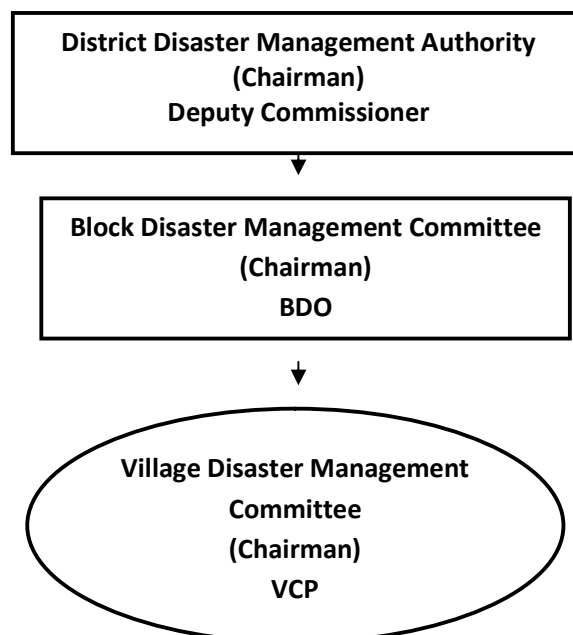 District Disaster Management Authority
(Chairman)
Deputy Commissioner
Block Disaster Management Committee
(Chairman)
BDO
Village Disaster Management
Committee
(Chairman)
VCP